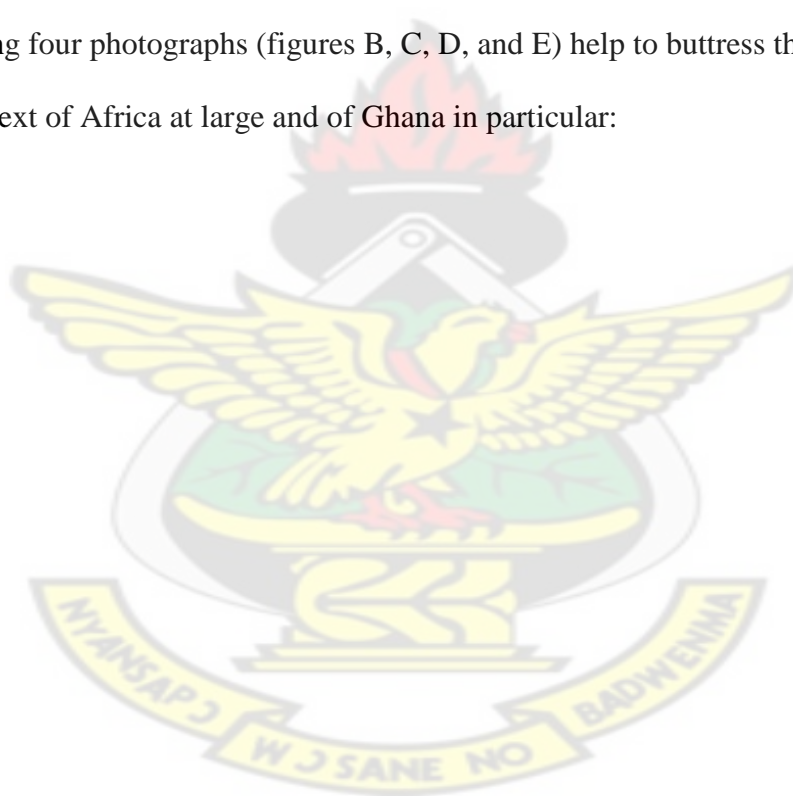 ng four photographs (figures B, C, D, and E) help to buttress th
ext of Africa at large and of Ghana in particular:
NYANSAPƆ
WƆSANE NO
BADWENMA